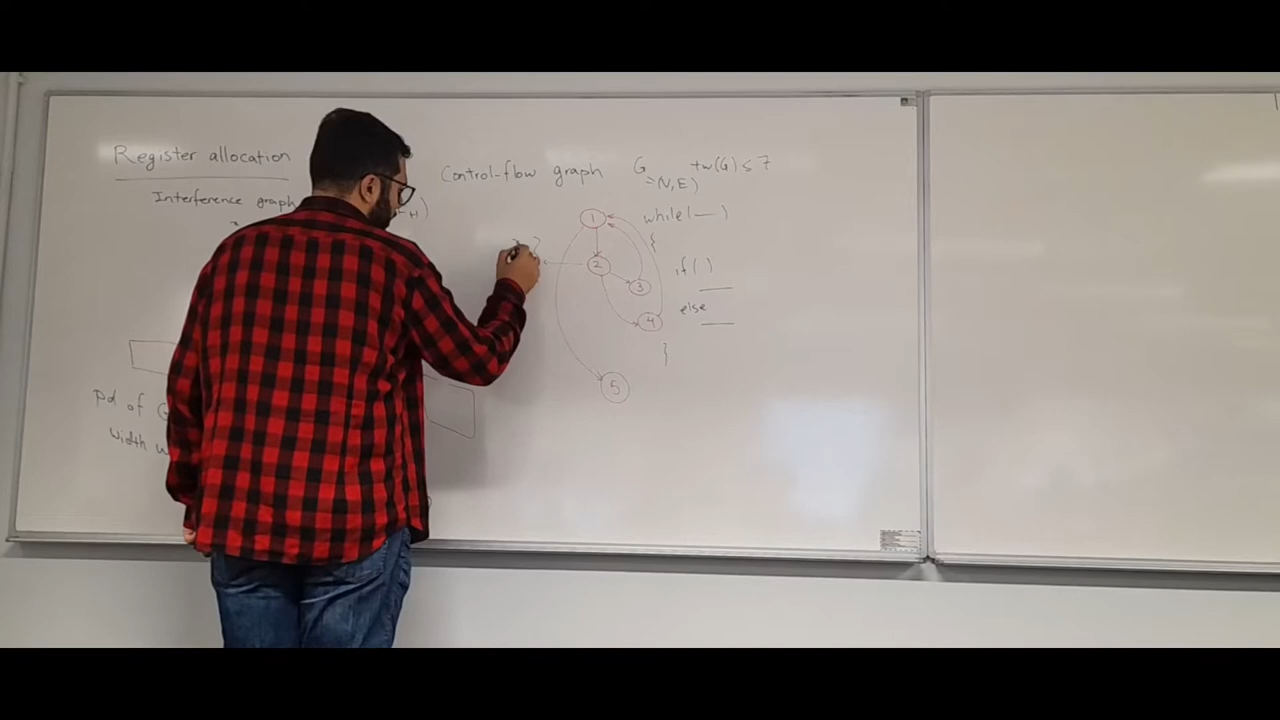 Register allocation
Interference graph
Pd of G
width w
Control-flow graph G tw(G) ≤ 7
=(N,E)
while(—)
{
if( )
else
}
1
2
3
4
5